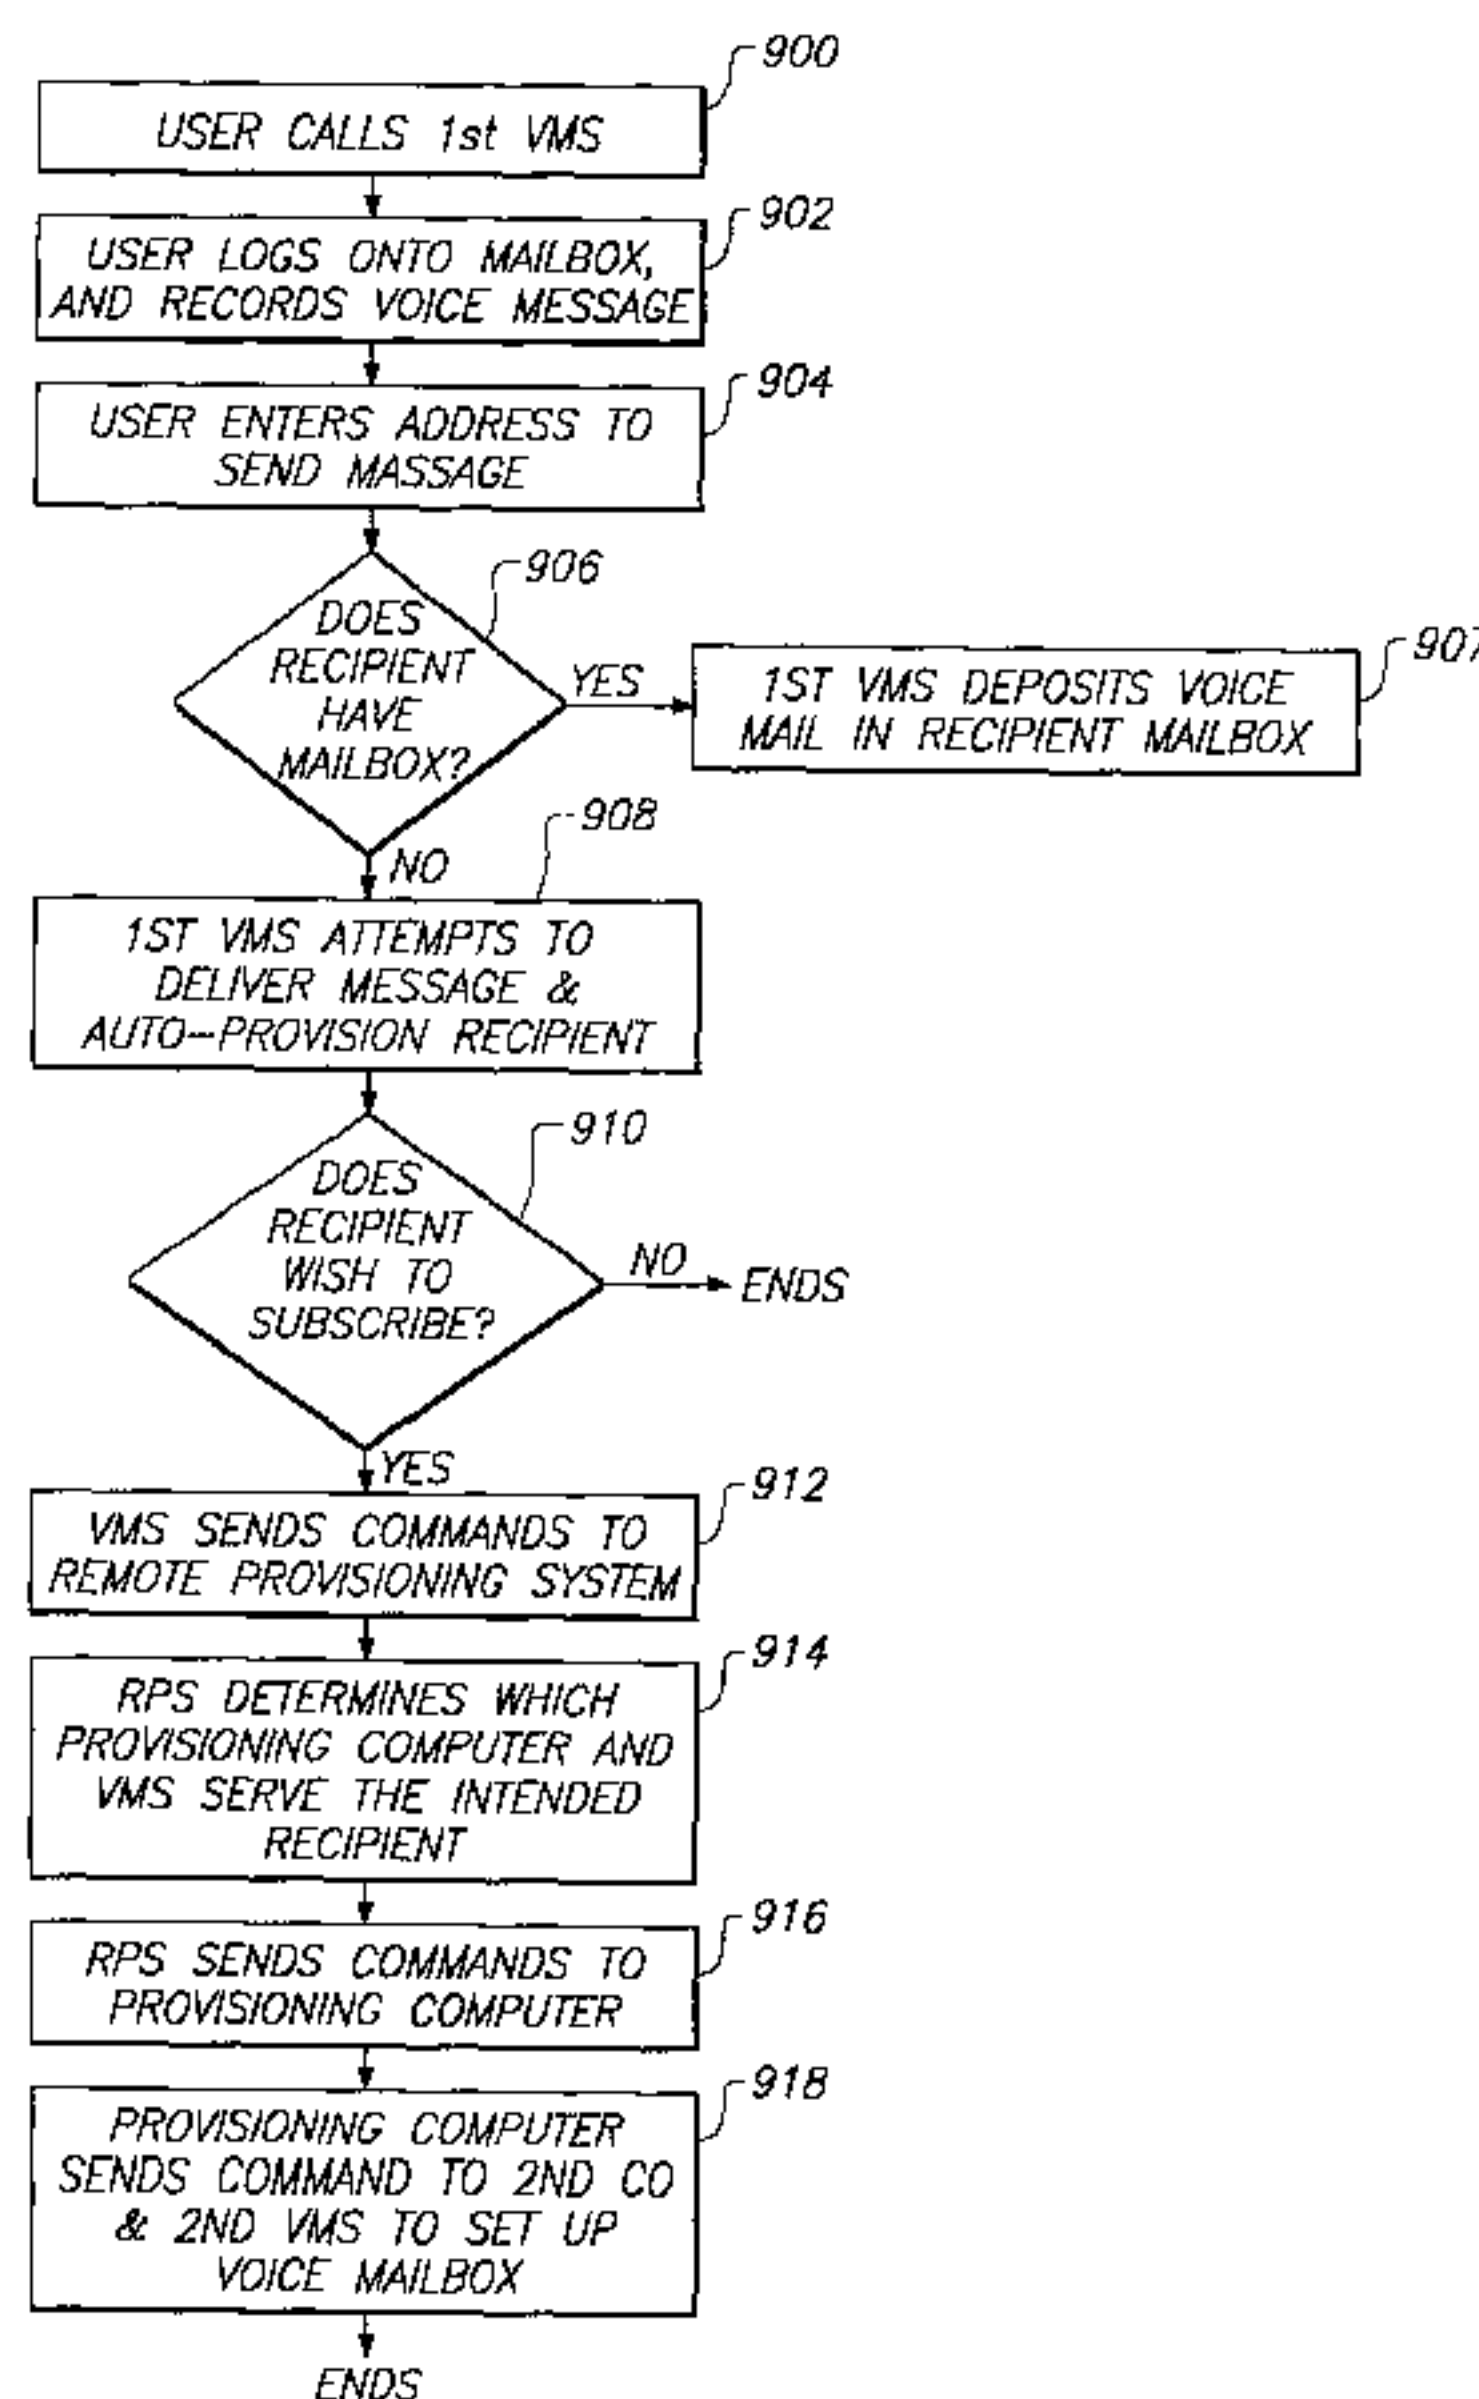 900
USER CALLS 1st VMS
902
USER LOGS ONTO MAILBOX,
AND RECORDS VOICE MESSAGE
904
USER ENTERS ADDRESS TO
SEND MASSAGE
906
DOES
RECIPIENT
HAVE
MAILBOX?
YES
907
1ST VMS DEPOSITS VOICE
MAIL IN RECIPIENT MAILBOX
NO
908
1ST VMS ATTEMPTS TO
DELIVER MESSAGE &
AUTO-PROVISION RECIPIENT
910
DOES
RECIPIENT
WISH TO
SUBSCRIBE?
NO
ENDS
YES
912
VMS SENDS COMMANDS TO
REMOTE PROVISIONING SYSTEM
914
RPS DETERMINES WHICH
PROVISIONING COMPUTER AND
VMS SERVE THE INTENDED
RECIPIENT
916
RPS SENDS COMMANDS TO
PROVISIONING COMPUTER
918
PROVISIONING COMPUTER
SENDS COMMAND TO 2ND CO
& 2ND VMS TO SET UP
VOICE MAILBOX
ENDS